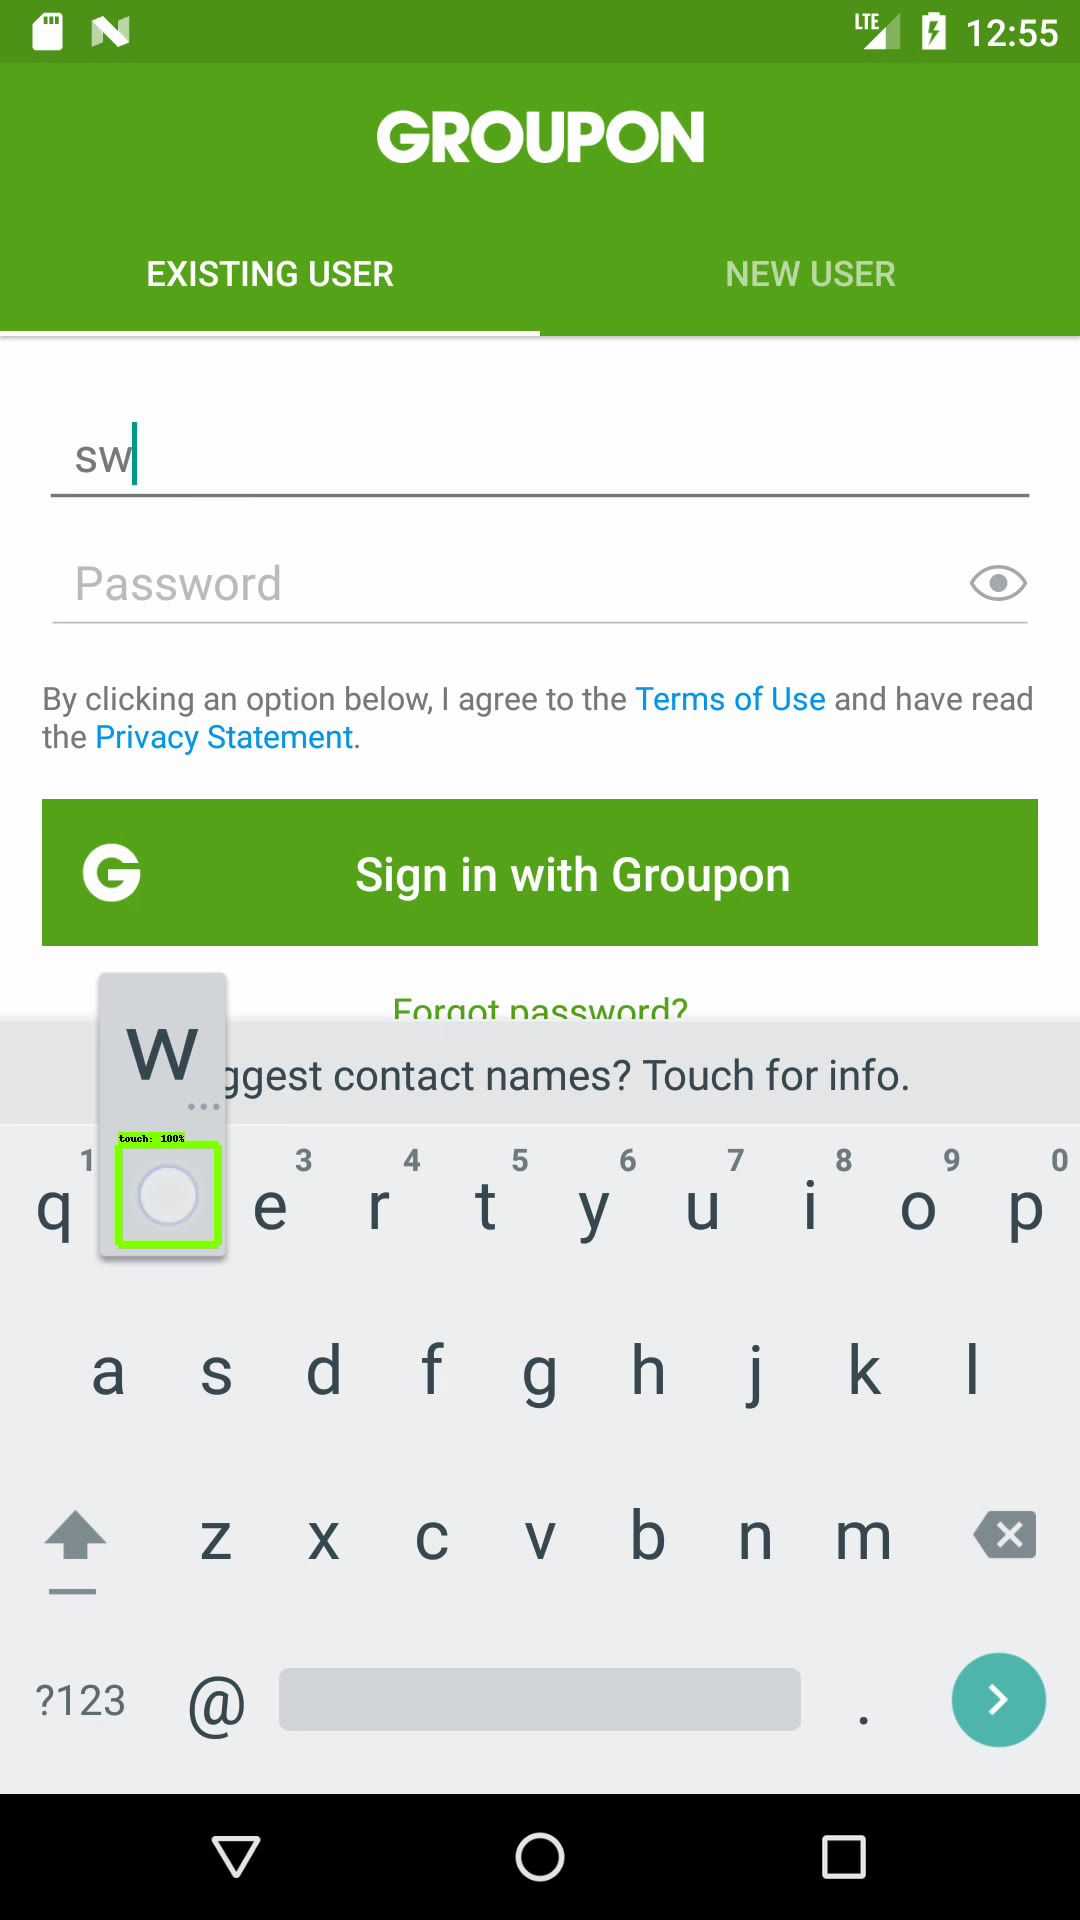 LTE 12:55
GROUPON
EXISTING USER NEW USER
sw
Password
By clicking an option below, I agree to the Terms of Use and have read
the Privacy Statement.
G Sign in with Groupon
Forgot password?
w
ggest contact names? Touch for info.
...
touch: 100%
1 3 4 5 6 7 8 9 0
q e r t y u i o p
a s d f g h j k l
z x c v b n m
?123 @ .